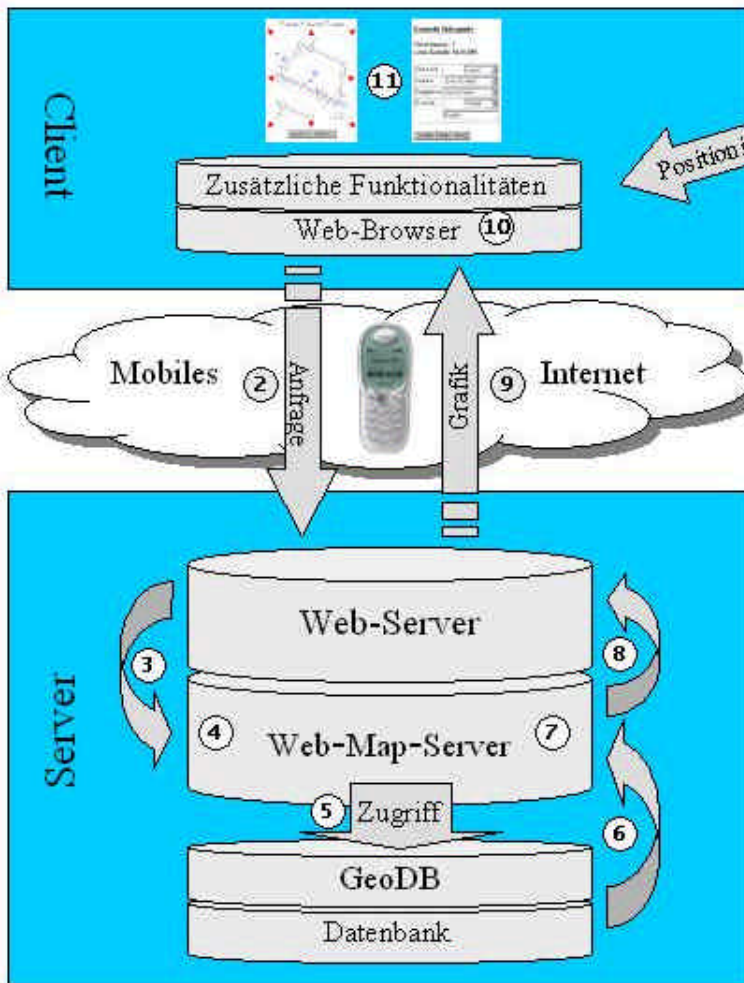 11
Client
Positioni
Zusätzliche Funktionalitäten
Web-Browser 10
Mobiles 2 Anfrage Grafik 9 Internet
Web-Server
3 8
Server
4 Web-Map-Server 7
5 Zugriff
6
GeoDB
Datenbank